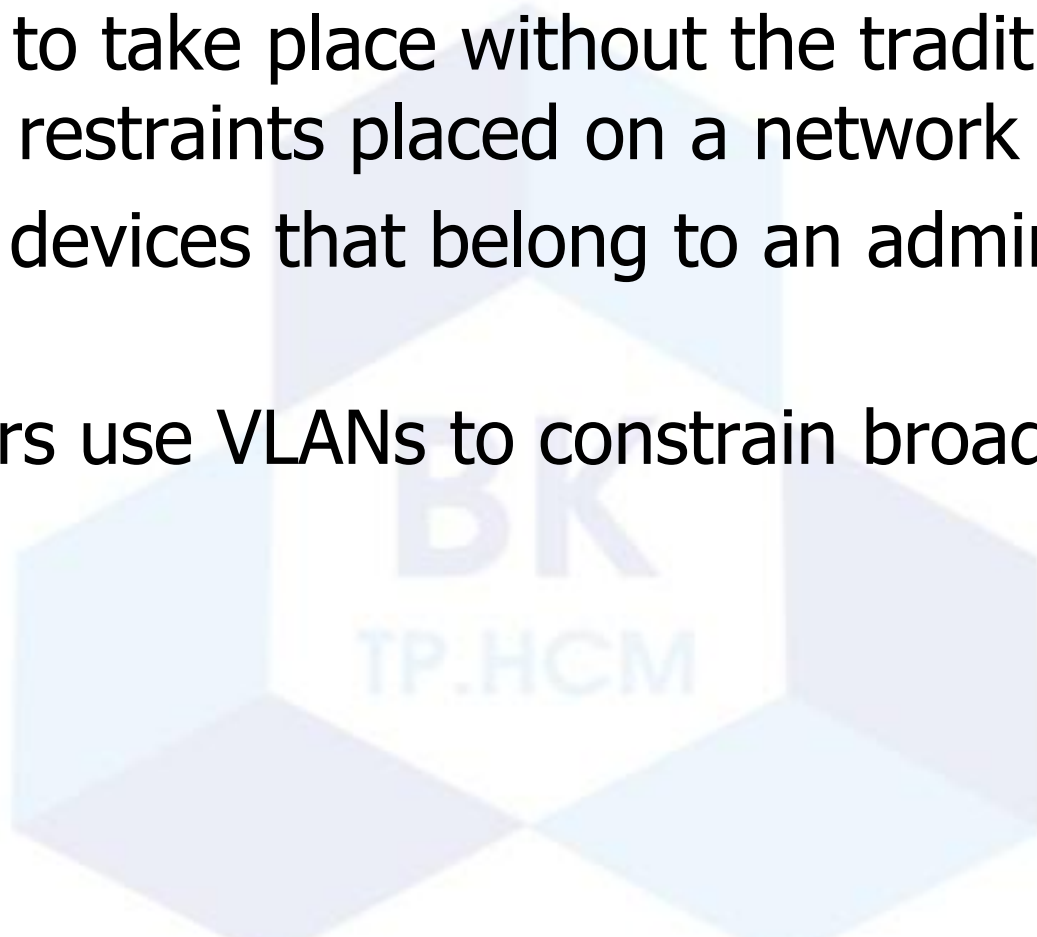 to take place without the tradit
restraints placed on a network
devices that belong to an admi
rs use VLANs to constrain broad
BK
TP.HCM